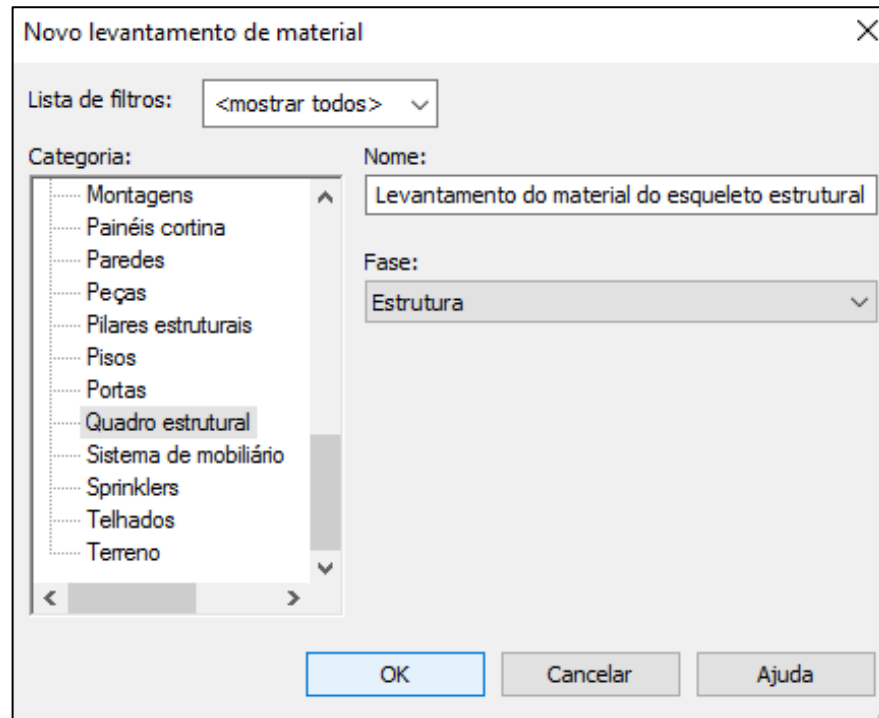 Novo levantamento de material
Lista de filtros: <mostrar todos>
Categoria:
Montagens
Painéis cortina
Paredes
Peças
Pilares estruturais
Pisos
Portas
Quadro estrutural
Sistema de mobiliário
Sprinklers
Telhados
Terreno
Nome:
Levantamento do material do esqueleto estrutural
Fase:
Estrutura
OK Cancelar Ajuda